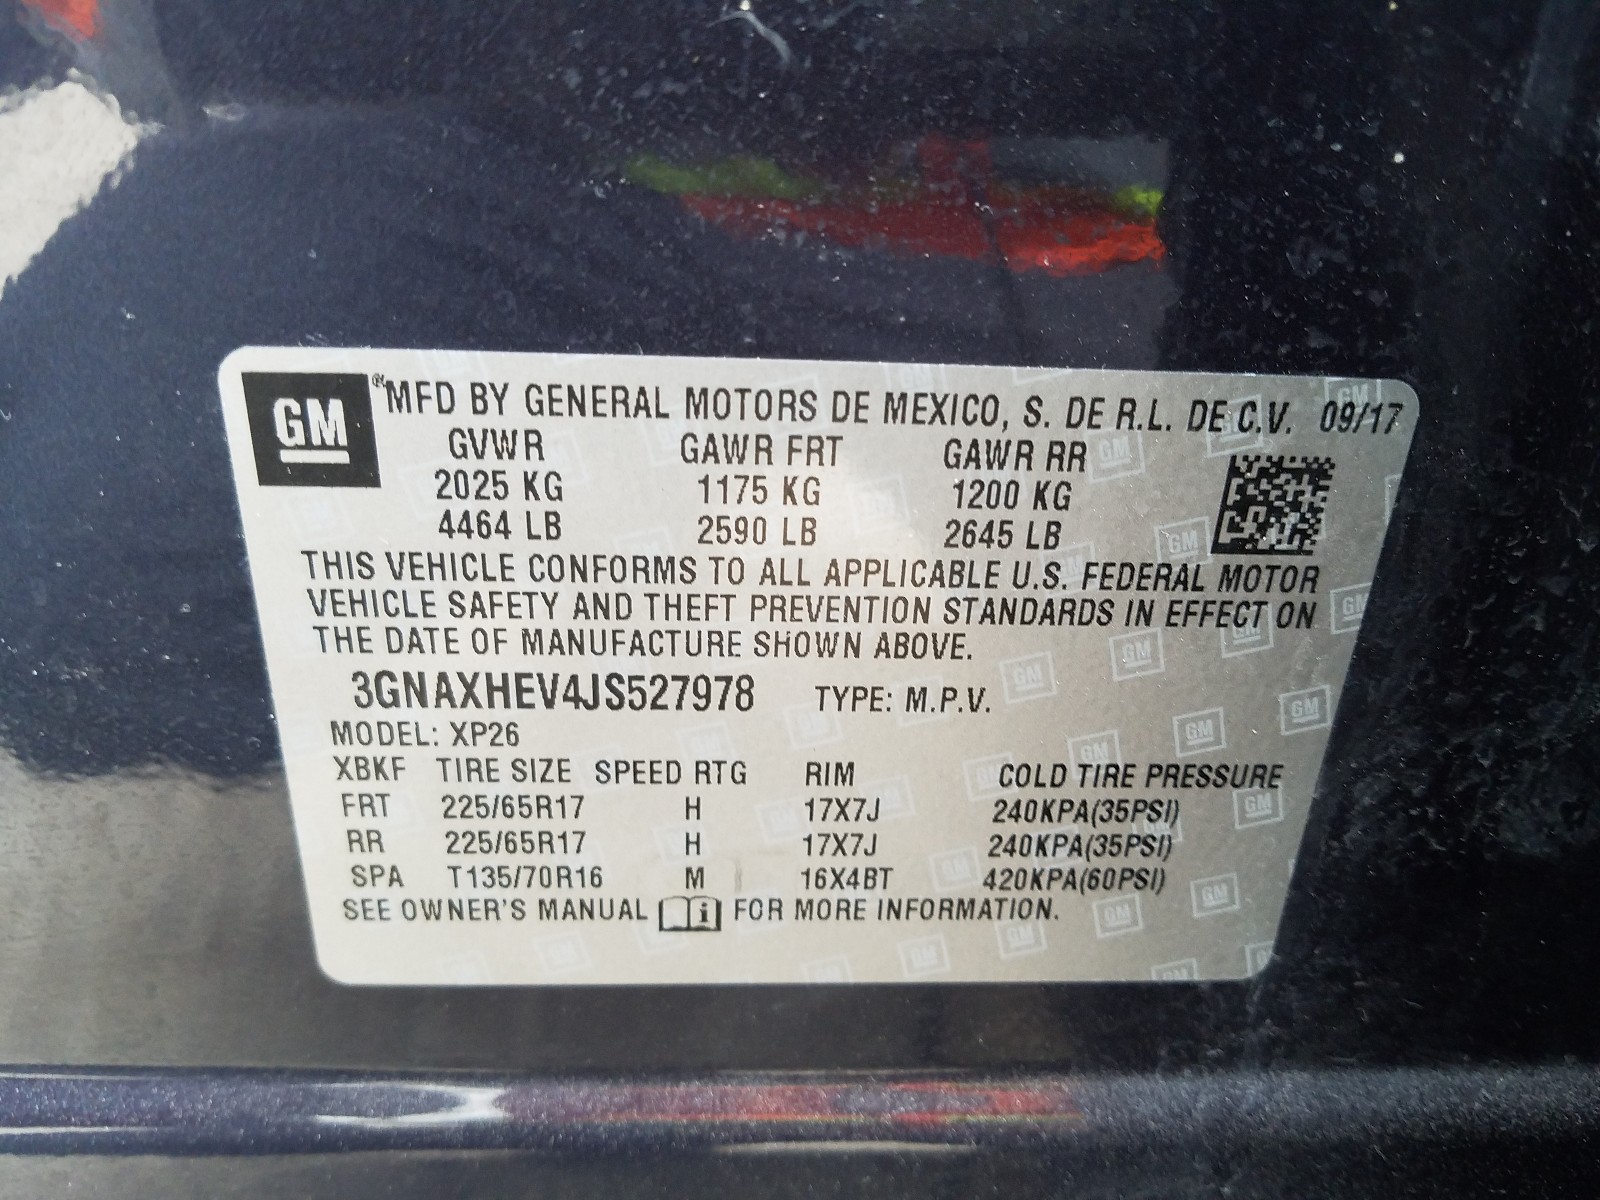 GM ® MFD BY GENERAL MOTORS DE MEXICO, S. DE R.L. DE C.V. 09/17
GVWR GAWR FRT GAWR RR
2025 KG 1175 KG 1200 KG
4464 LB 2590 LB 2645 LB
THIS VEHICLE CONFORMS TO ALL APPLICABLE U.S. FEDERAL MOTOR
VEHICLE SAFETY AND THEFT PREVENTION STANDARDS IN EFFECT ON
THE DATE OF MANUFACTURE SHOWN ABOVE.
3GNAXHEV4JS527978 TYPE: M.P.V.
MODEL: XP26
XBKF TIRE SIZE SPEED RTG RIM COLD TIRE PRESSURE
FRT 225/65R17 H 17X7J 240KPA(35PSI)
RR 225/65R17 H 17X7J 240KPA(35PSI)
SPA T135/70R16 M 16X4BT 420KPA(60PSI)
SEE OWNER'S MANUAL i FOR MORE INFORMATION.